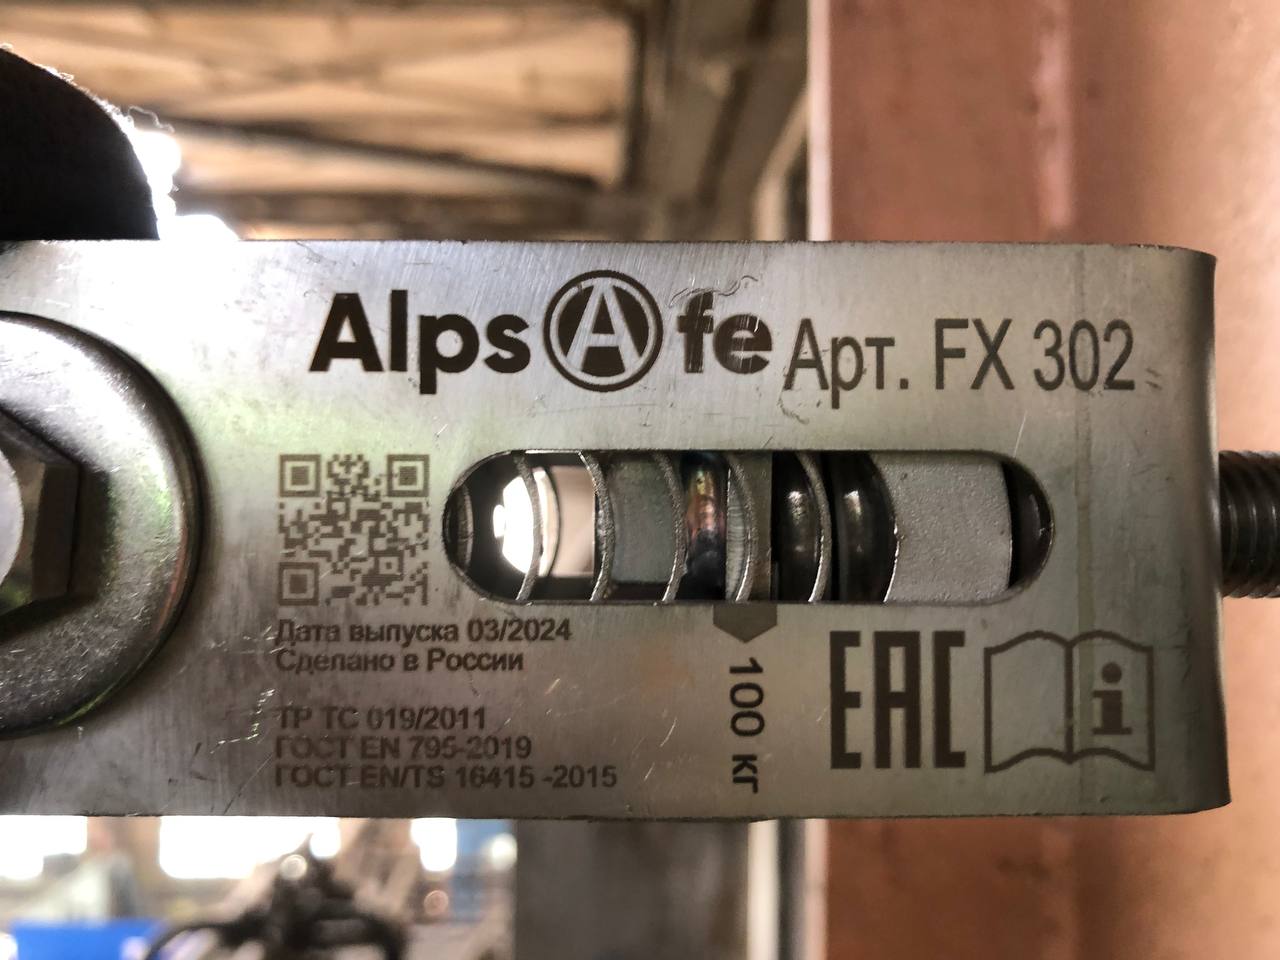 AlpsAfe Арт. FX 302
Дата выпуска 03/2024
Сделано в России
ТР ТС 019/2011
ГОСТ EN 795-2019
ГОСТ EN/TS 16415 -2015
100 кг
EAC
i